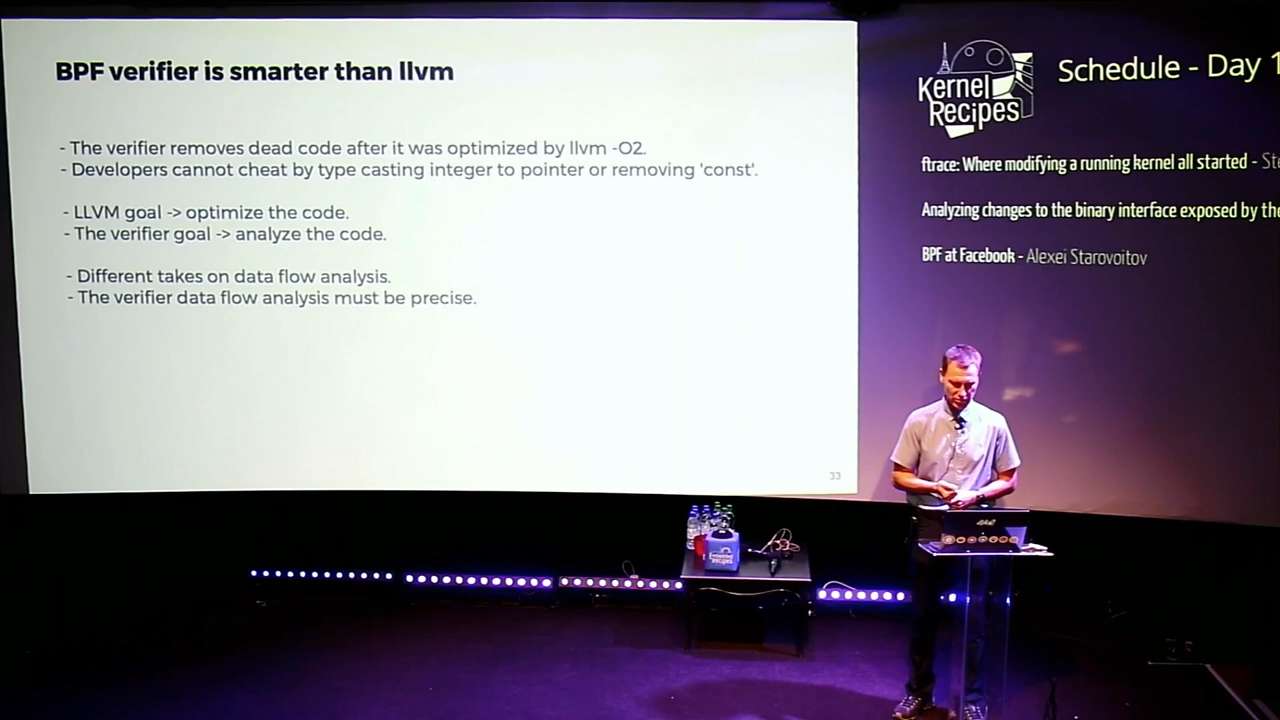 BPF verifier is smarter than llvm
- The verifier removes dead code after it was optimized by llvm -O2.
- Developers cannot cheat by type casting integer to pointer or removing 'const'.
- LLVM goal -> optimize the code.
- The verifier goal -> analyze the code.
- Different takes on data flow analysis.
- The verifier data flow analysis must be precise.
33
Kernel
Recipes
Schedule - Day 1
ftrace: Where modifying a running kernel all started - Ste
Analyzing changes to the binary interface exposed by the
BPF at Facebook - Alexei Starovoitov
Kernel
Recipes